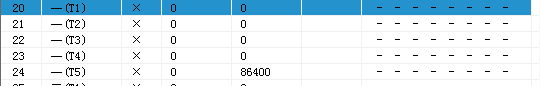 20 —(T1) × 0 0 - - - - - - - -
21 —(T2) × 0 0 - - - - - - - -
22 —(T3) × 0 0 - - - - - - - -
23 —(T4) × 0 0 - - - - - - - -
24 —(T5) × 0 86400 - - - - - - - -